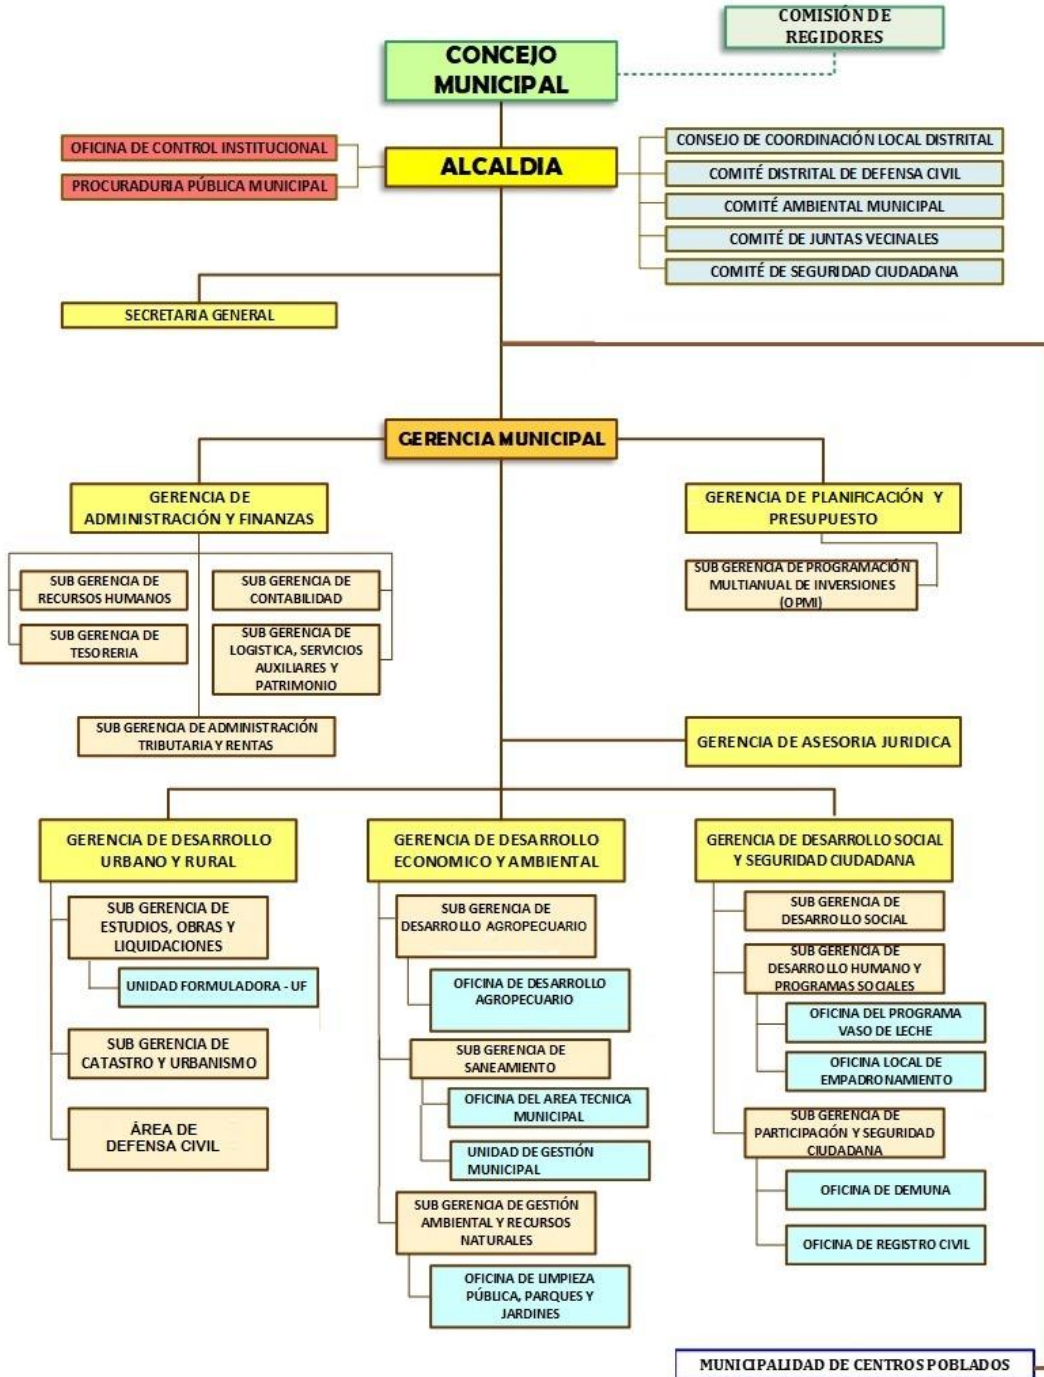 COMISIÓN DE
REGIDORES
CONCEJO
MUNICIPAL
OFICINA DE CONTROL INSTITUCIONAL
PROCURADURIA PÚBLICA MUNICIPAL
ALCALDIA
CONSEJO DE COORDINACIÓN LOCAL DISTRITAL
COMITÉ DISTRITAL DE DEFENSA CIVIL
COMITÉ AMBIENTAL MUNICIPAL
COMITÉ DE JUNTAS VECINALES
COMITÉ DE SEGURIDAD CIUDADANA
SECRETARIA GENERAL
GERENCIA MUNICIPAL
GERENCIA DE
ADMINISTRACIÓN Y FINANZAS
GERENCIA DE PLANIFICACIÓN Y
PRESUPUESTO
SUB GERENCIA DE
RECURSOS HUMANOS
SUB GERENCIA DE
CONTABILIDAD
SUB GERENCIA DE PROGRAMACIÓN
MULTIANUAL DE INVERSIONES
(OPMI)
SUB GERENCIA DE
TESORERIA
SUB GERENCIA DE
LOGISTICA, SERVICIOS
AUXILIARES Y
PATRIMONIO
SUB GERENCIA DE ADMINISTRACIÓN
TRIBUTARIA Y RENTAS
GERENCIA DE ASESORIA JURIDICA
GERENCIA DE DESARROLLO
URBANO Y RURAL
SUB GERENCIA DE
ESTUDIOS, OBRAS Y
LIQUIDACIONES
UNIDAD FORMULADORA - UF
SUB GERENCIA DE
CATASTRO Y URBANISMO
ÁREA DE
DEFENSA CIVIL
GERENCIA DE DESARROLLO
ECONOMICO Y AMBIENTAL
SUB GERENCIA DE
DESARROLLO AGROPECUARIO
OFICINA DE DESARROLLO
AGROPECUARIO
SUB GERENCIA DE
SANEAMIENTO
OFICINA DEL AREA TECNICA
MUNICIPAL
UNIDAD DE GESTIÓN
MUNICIPAL
SUB GERENCIA DE GESTIÓN
AMBIENTAL Y RECURSOS
NATURALES
OFICINA DE LIMPIEZA
PÚBLICA, PARQUES Y
JARDINES
GERENCIA DE DESARROLLO SOCIAL
Y SEGURIDAD CIUDADANA
SUB GERENCIA DE
DESARROLLO SOCIAL
SUB GERENCIA DE
DESARROLLO HUMANO Y
PROGRAMAS SOCIALES
OFICINA DEL PROGRAMA
VASO DE LECHE
OFICINA LOCAL DE
EMPADRONAMIENTO
SUB GERENCIA DE
PARTICIPACIÓN Y SEGURIDAD
CIUDADANA
OFICINA DE DEMUNA
OFICINA DE REGISTRO CIVIL
MUNICIPALIDAD DE CENTROS POBLADOS